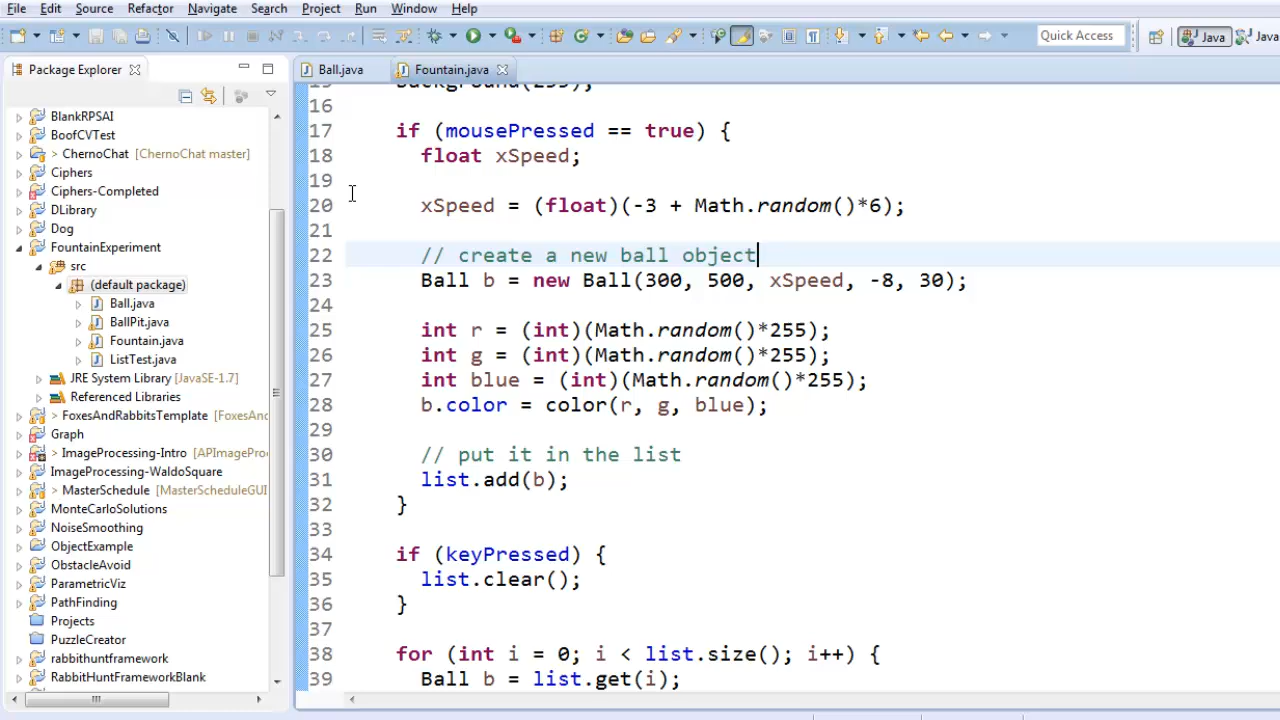 File Edit Source Refactor Navigate Search Project Run Window Help
Quick Access Java Java
Package Explorer
BlankRPSAI
BoofCVTest
> ChernoChat [ChernoChat master]
Ciphers
Ciphers-Completed
DLibrary
Dog
FountainExperiment
src
(default package)
Ball.java
BallPit.java
Fountain.java
ListTest.java
JRE System Library [JavaSE-1.7]
Referenced Libraries
> FoxesAndRabbitsTemplate [FoxesAnd
Graph
> ImageProcessing-Intro [APImagePro
ImageProcessing-WaldoSquare
> MasterSchedule [MasterScheduleGUI
MonteCarloSolutions
NoiseSmoothing
ObjectExample
ObstacleAvoid
ParametricViz
PathFinding
Projects
PuzzleCreator
rabbithuntframework
RabbitHuntFrameworkBlank
Ball.java Fountain.java
15 background(255);
16
17 if (mousePressed == true) {
18 float xSpeed;
19
20 xSpeed = (float)(-3 + Math.random()*6);
21
22 // create a new ball object
23 Ball b = new Ball(300, 500, xSpeed, -8, 30);
24
25 int r = (int)(Math.random()*255);
26 int g = (int)(Math.random()*255);
27 int blue = (int)(Math.random()*255);
28 b.color = color(r, g, blue);
29
30 // put it in the list
31 list.add(b);
32 }
33
34 if (keyPressed) {
35 list.clear();
36 }
37
38 for (int i = 0; i < list.size(); i++) {
39 Ball b = list.get(i);